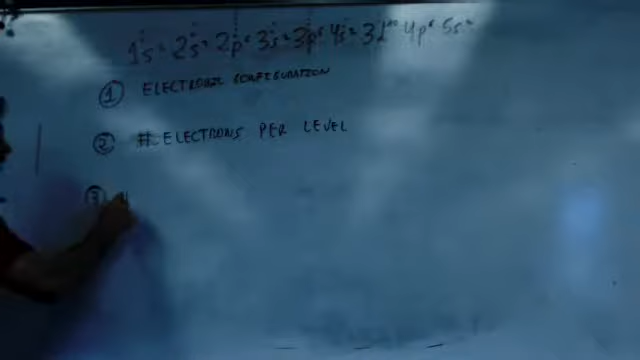 1s² 2s² 2p⁶ 3s² 3p⁶ 4s² 3d¹⁰ 4p⁶ 5s²
① ELECTRONIC CONFIGURATION
② # ELECTRONS PER LEVEL
③